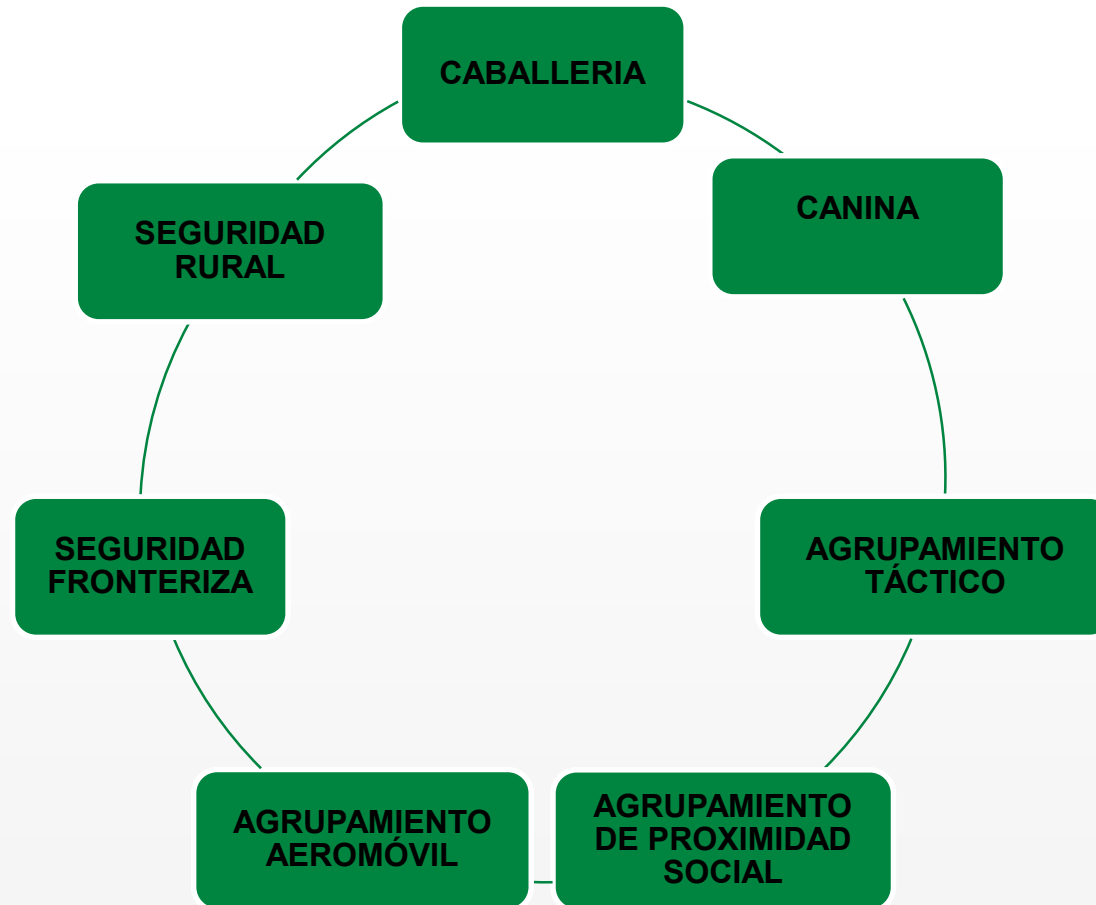 CABALLERIA
CANINA
SEGURIDAD
RURAL
SEGURIDAD
FRONTERIZA
AGRUPAMIENTO
TÁCTICO
AGRUPAMIENTO
AEROMÓVIL
AGRUPAMIENTO
DE PROXIMIDAD
SOCIAL